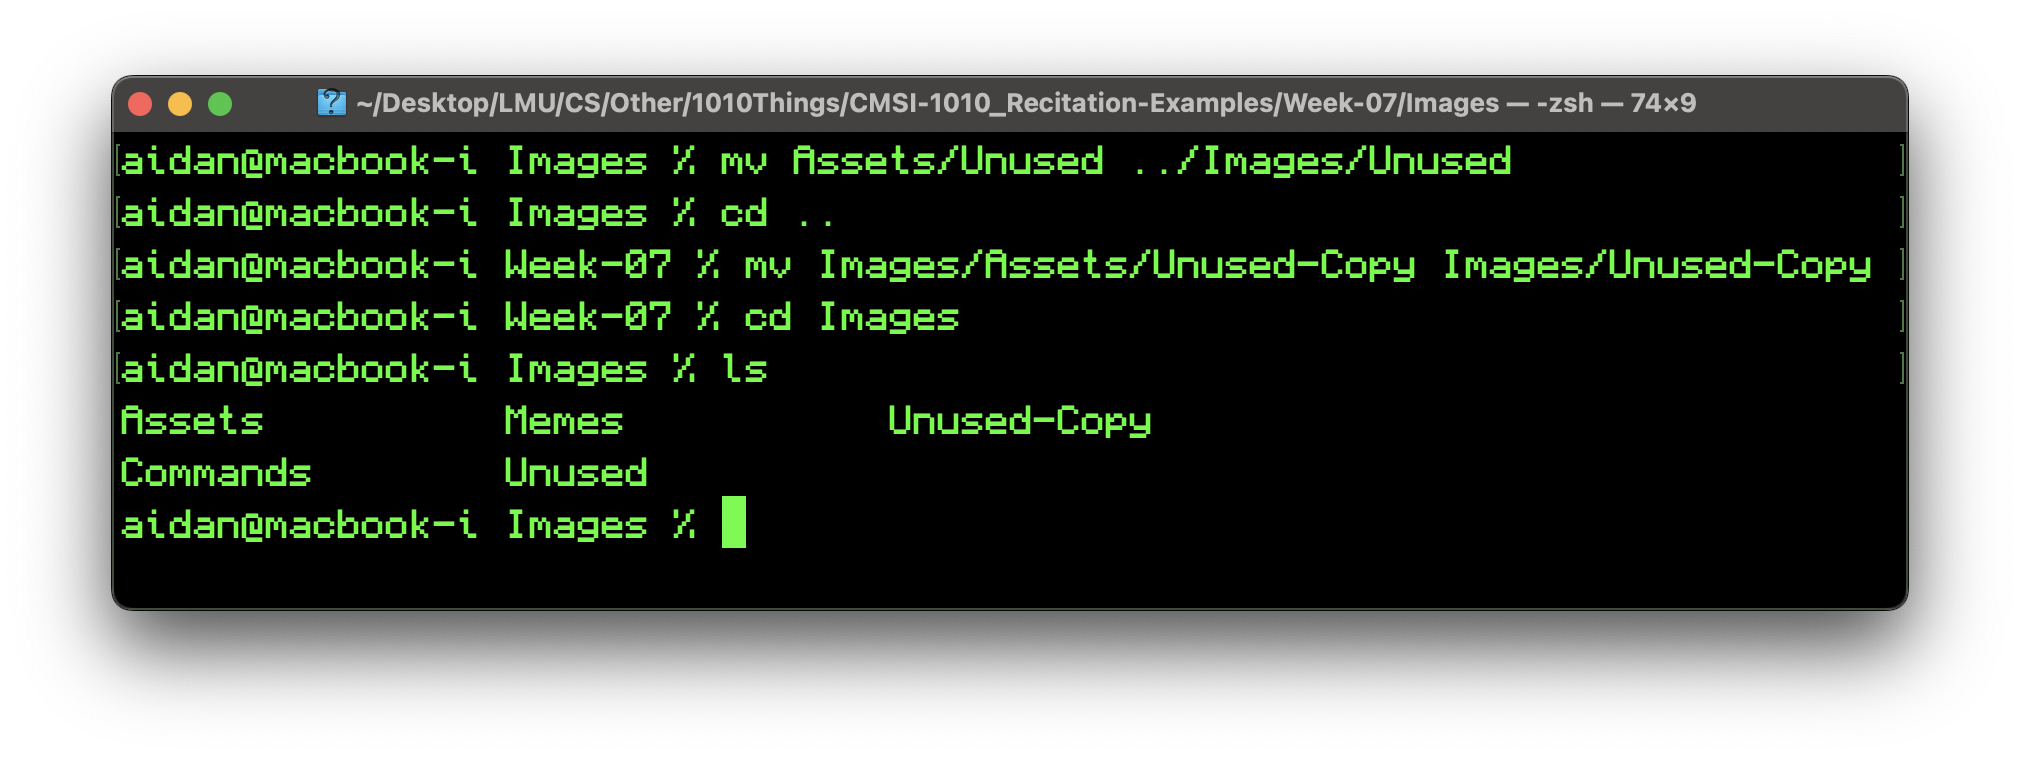 ~/Desktop/LMU/CS/Other/1010Things/CMSI-1010_Recitation-Examples/Week-07/Images — -zsh — 74×9
[aidan@macbook-i Images % mv Assets/Unused ../Images/Unused ]
[aidan@macbook-i Images % cd .. ]
[aidan@macbook-i Week-07 % mv Images/Assets/Unused-Copy Images/Unused-Copy ]
[aidan@macbook-i Week-07 % cd Images ]
[aidan@macbook-i Images % ls ]
Assets Memes Unused-Copy
Commands Unused
aidan@macbook-i Images %